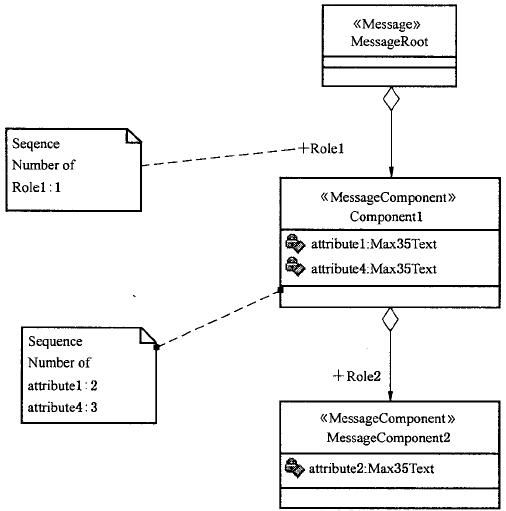 «Message»
MessageRoot
Seqence
Number of
Role1:1
+Role1
«MessageComponent»
Component1
attribute1:Max35Text
attribute4:Max35Text
Sequence
Number of
attribute1:2
attribute4:3
+Role2
«MessageComponent»
MessageComponent2
attribute2:Max35Text